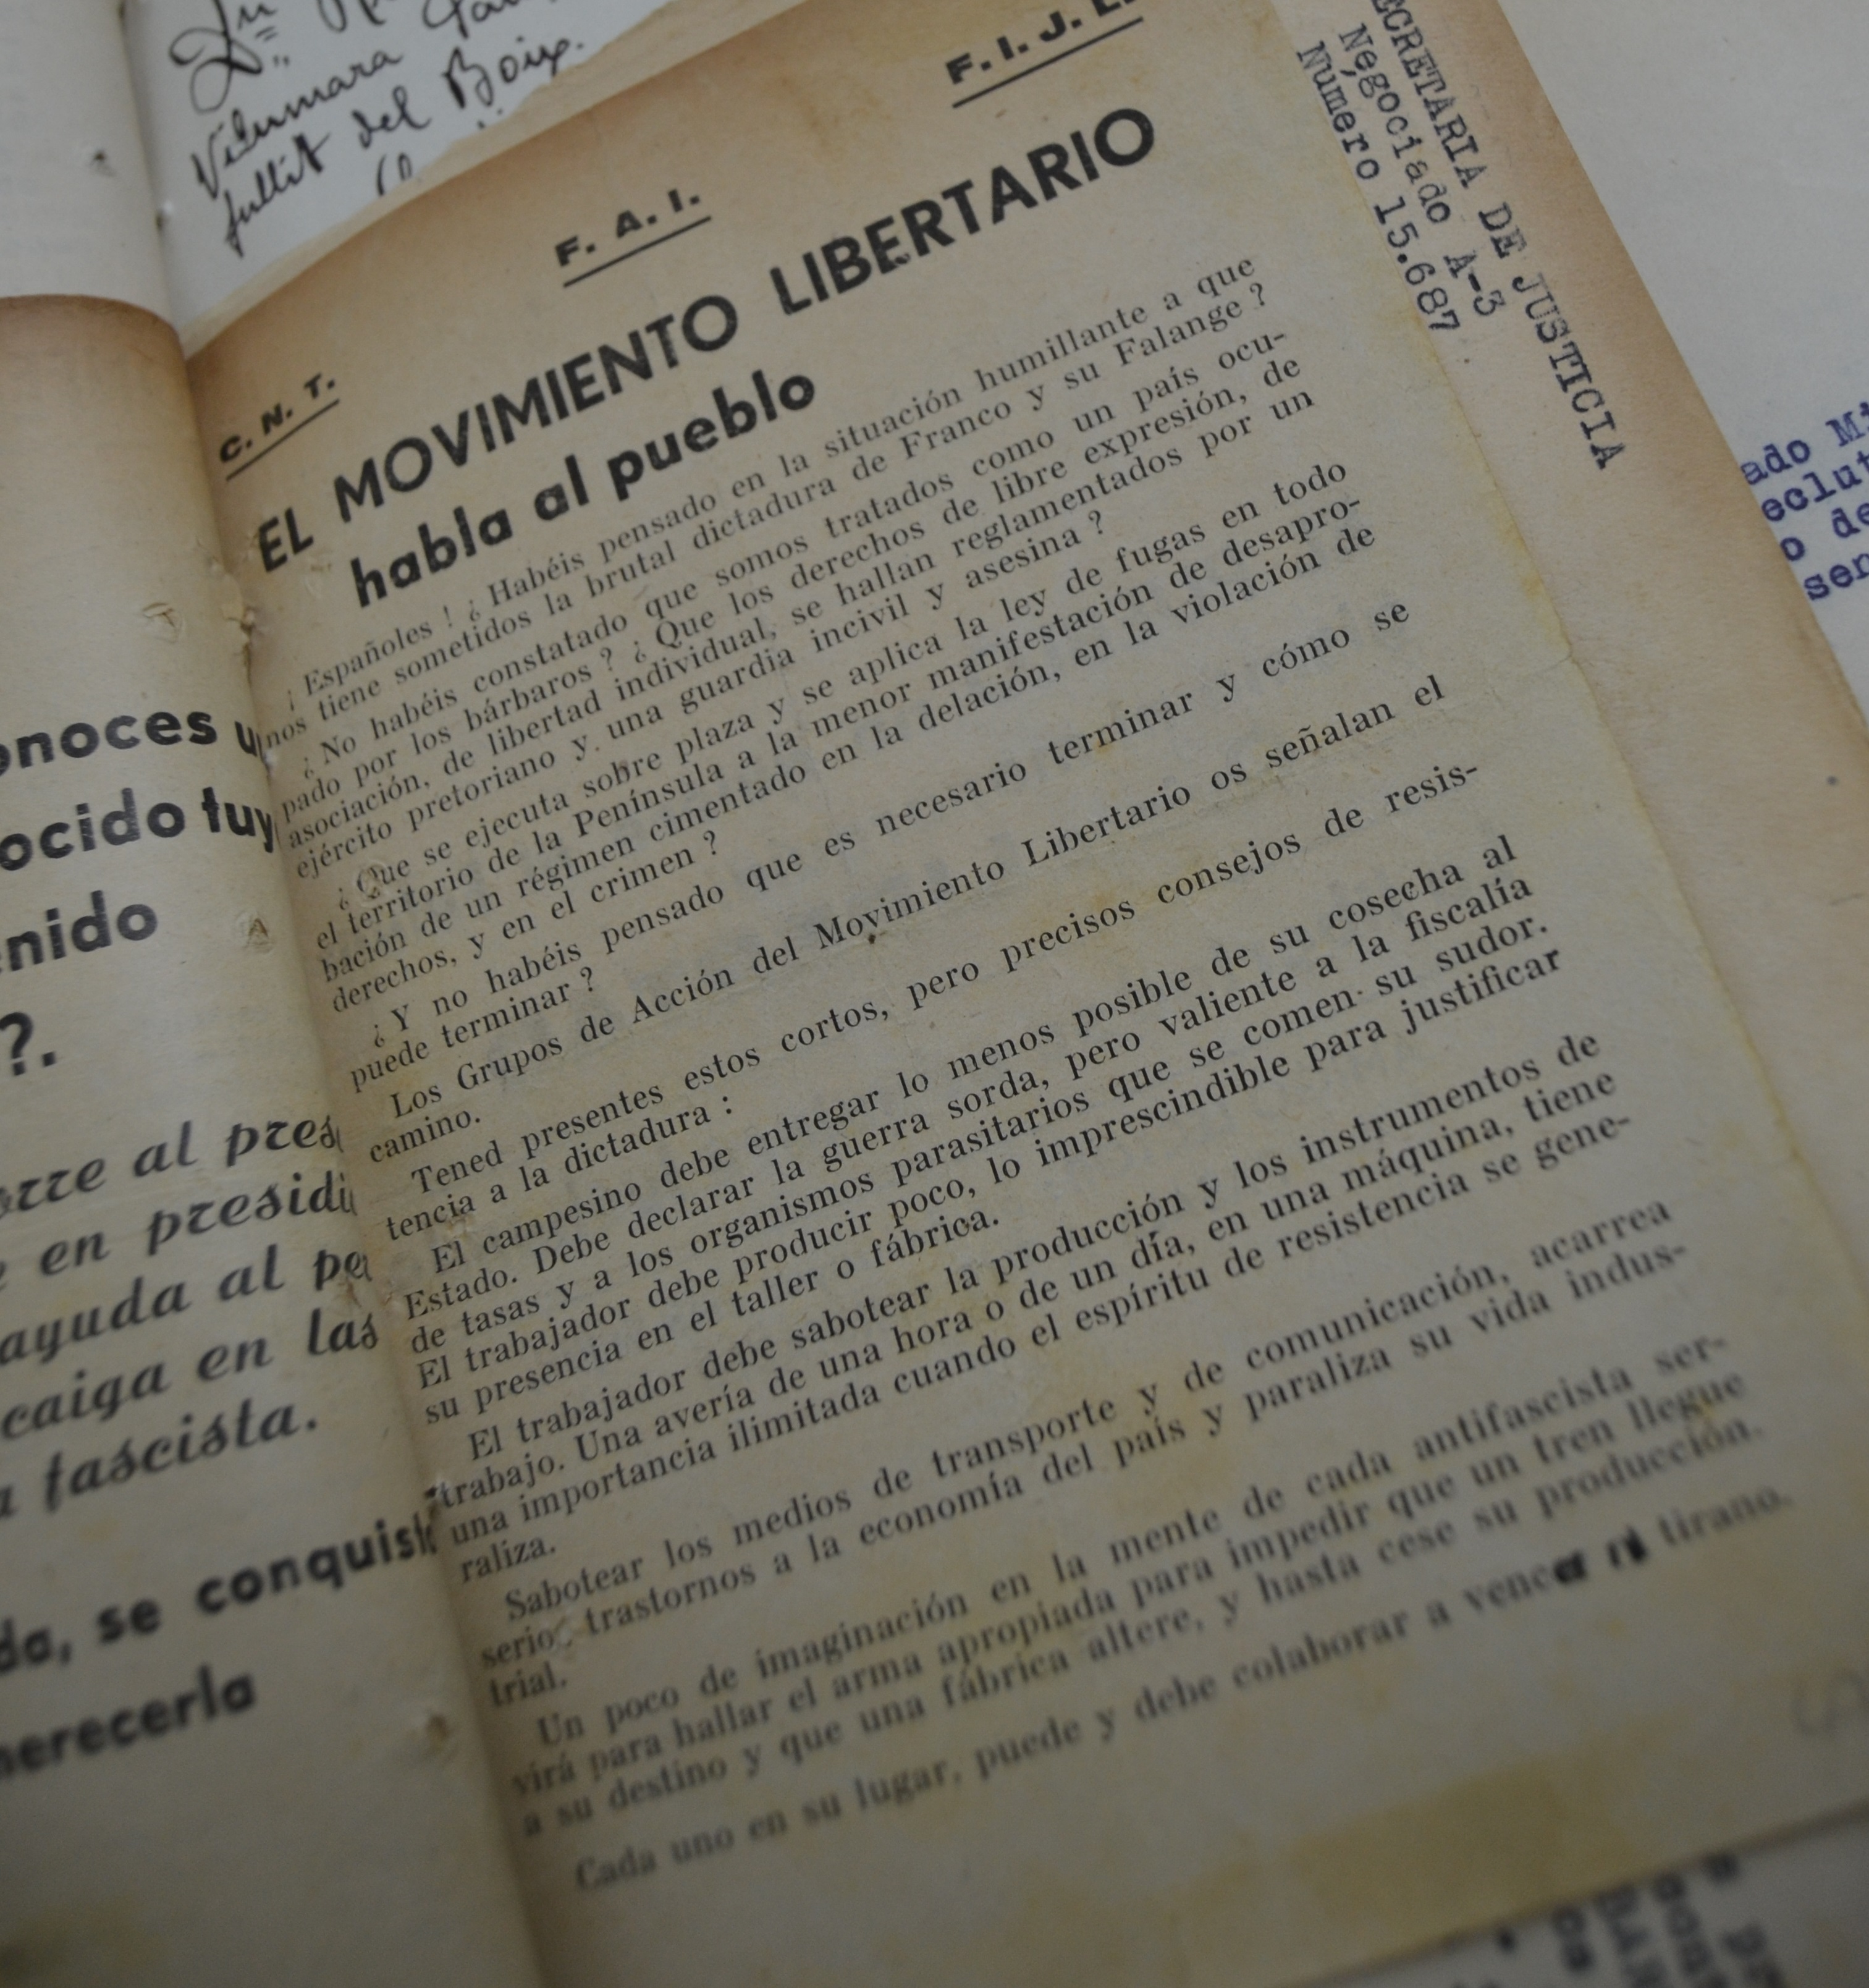 C. N. T.
F. A. I.
F. I. J. L.
EL MOVIMIENTO LIBERTARIO
habla al pueblo
¡ Españoles ! ¿ Habéis pensado en la situación humillante a que
nos tiene sometidos la brutal dictadura de Franco y su Falange ?
¿ No habéis constatado que somos tratados como un país ocu-
pado por los bárbaros ? ¿ Que los derechos de libre expresión, de
asociación, de libertad individual, se hallan reglamentados por un
ejército pretoriano y una guardia incivil y asesina ?
¿ Que se ejecuta sobre plaza y se aplica la ley de fugas en todo
el territorio de la Península a la menor manifestación de desapro-
bación de un régimen cimentado en la delación, en la violación de
derechos, y en el crimen ?
¿ Y no habéis pensado que es necesario terminar y cómo se
puede terminar ?
Los Grupos de Acción del Movimiento Libertario os señalan el
camino.
Tened presentes estos cortos, pero precisos consejos de resis-
tencia a la dictadura :
El campesino debe entregar lo menos posible de su cosecha al
Estado. Debe declarar la guerra sorda, pero valiente a la fiscalía
de tasas y a los organismos parasitarios que se comen su sudor.
El trabajador debe producir poco, lo imprescindible para justificar
su presencia en el taller o fábrica.
El trabajador debe sabotear la producción y los instrumentos de
trabajo. Una avería de una hora o de un día, en una máquina, tiene
una importancia ilimitada cuando el espíritu de resistencia se gene-
raliza.
Sabotear los medios de transporte y de comunicación, acarrea
serios trastornos a la economía del país y paraliza su vida indus-
trial.
Un poco de imaginación en la mente de cada antifascista ser-
virá para hallar el arma apropiada para impedir que un tren llegue
a su destino y que una fábrica altere, y hasta cese su producción.
Cada uno en su lugar, puede y debe colaborar a vencer al tirano.
onoces
ocido tuy
enido
?.
orre al pres
e en presidi
ayuda al pe
caiga en las
a fascista.
da, se conquist
merecerla
Vilumara
fullit del Boix.
ECRETARIA DE JUSTICIA
Negociado A-3
Número 15.687
ado Mi
eclut
o de
ser